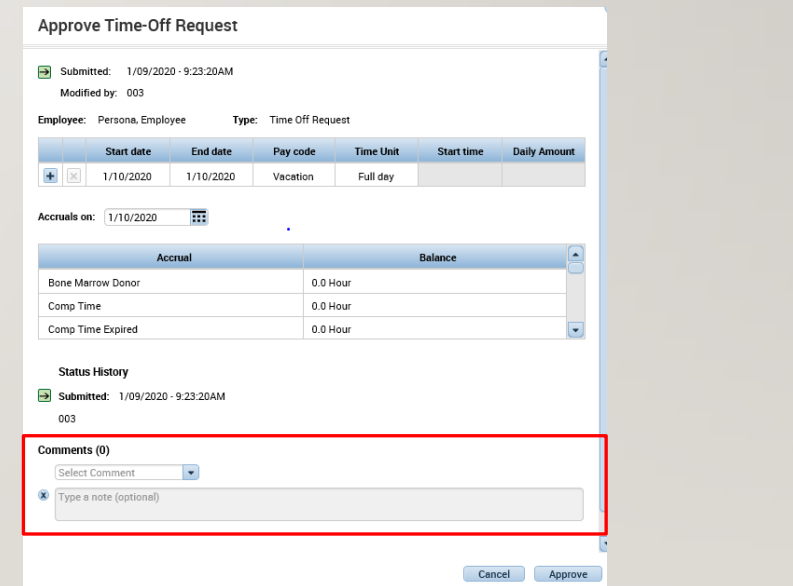 Approve Time-Off Request
Submitted: 1/09/2020 - 9:23:20AM
Modified by: 003
Employee: Persona, Employee Type: Time Off Request
Start date End date Pay code Time Unit Start time Daily Amount
1/10/2020 1/10/2020 Vacation Full day
Accruals on: 1/10/2020
Accrual Balance
Bone Marrow Donor 0.0 Hour
Comp Time 0.0 Hour
Comp Time Expired 0.0 Hour
Status History
Submitted: 1/09/2020 - 9:23:20AM
003
Comments (0)
Select Comment
Type a note (optional)
Cancel Approve